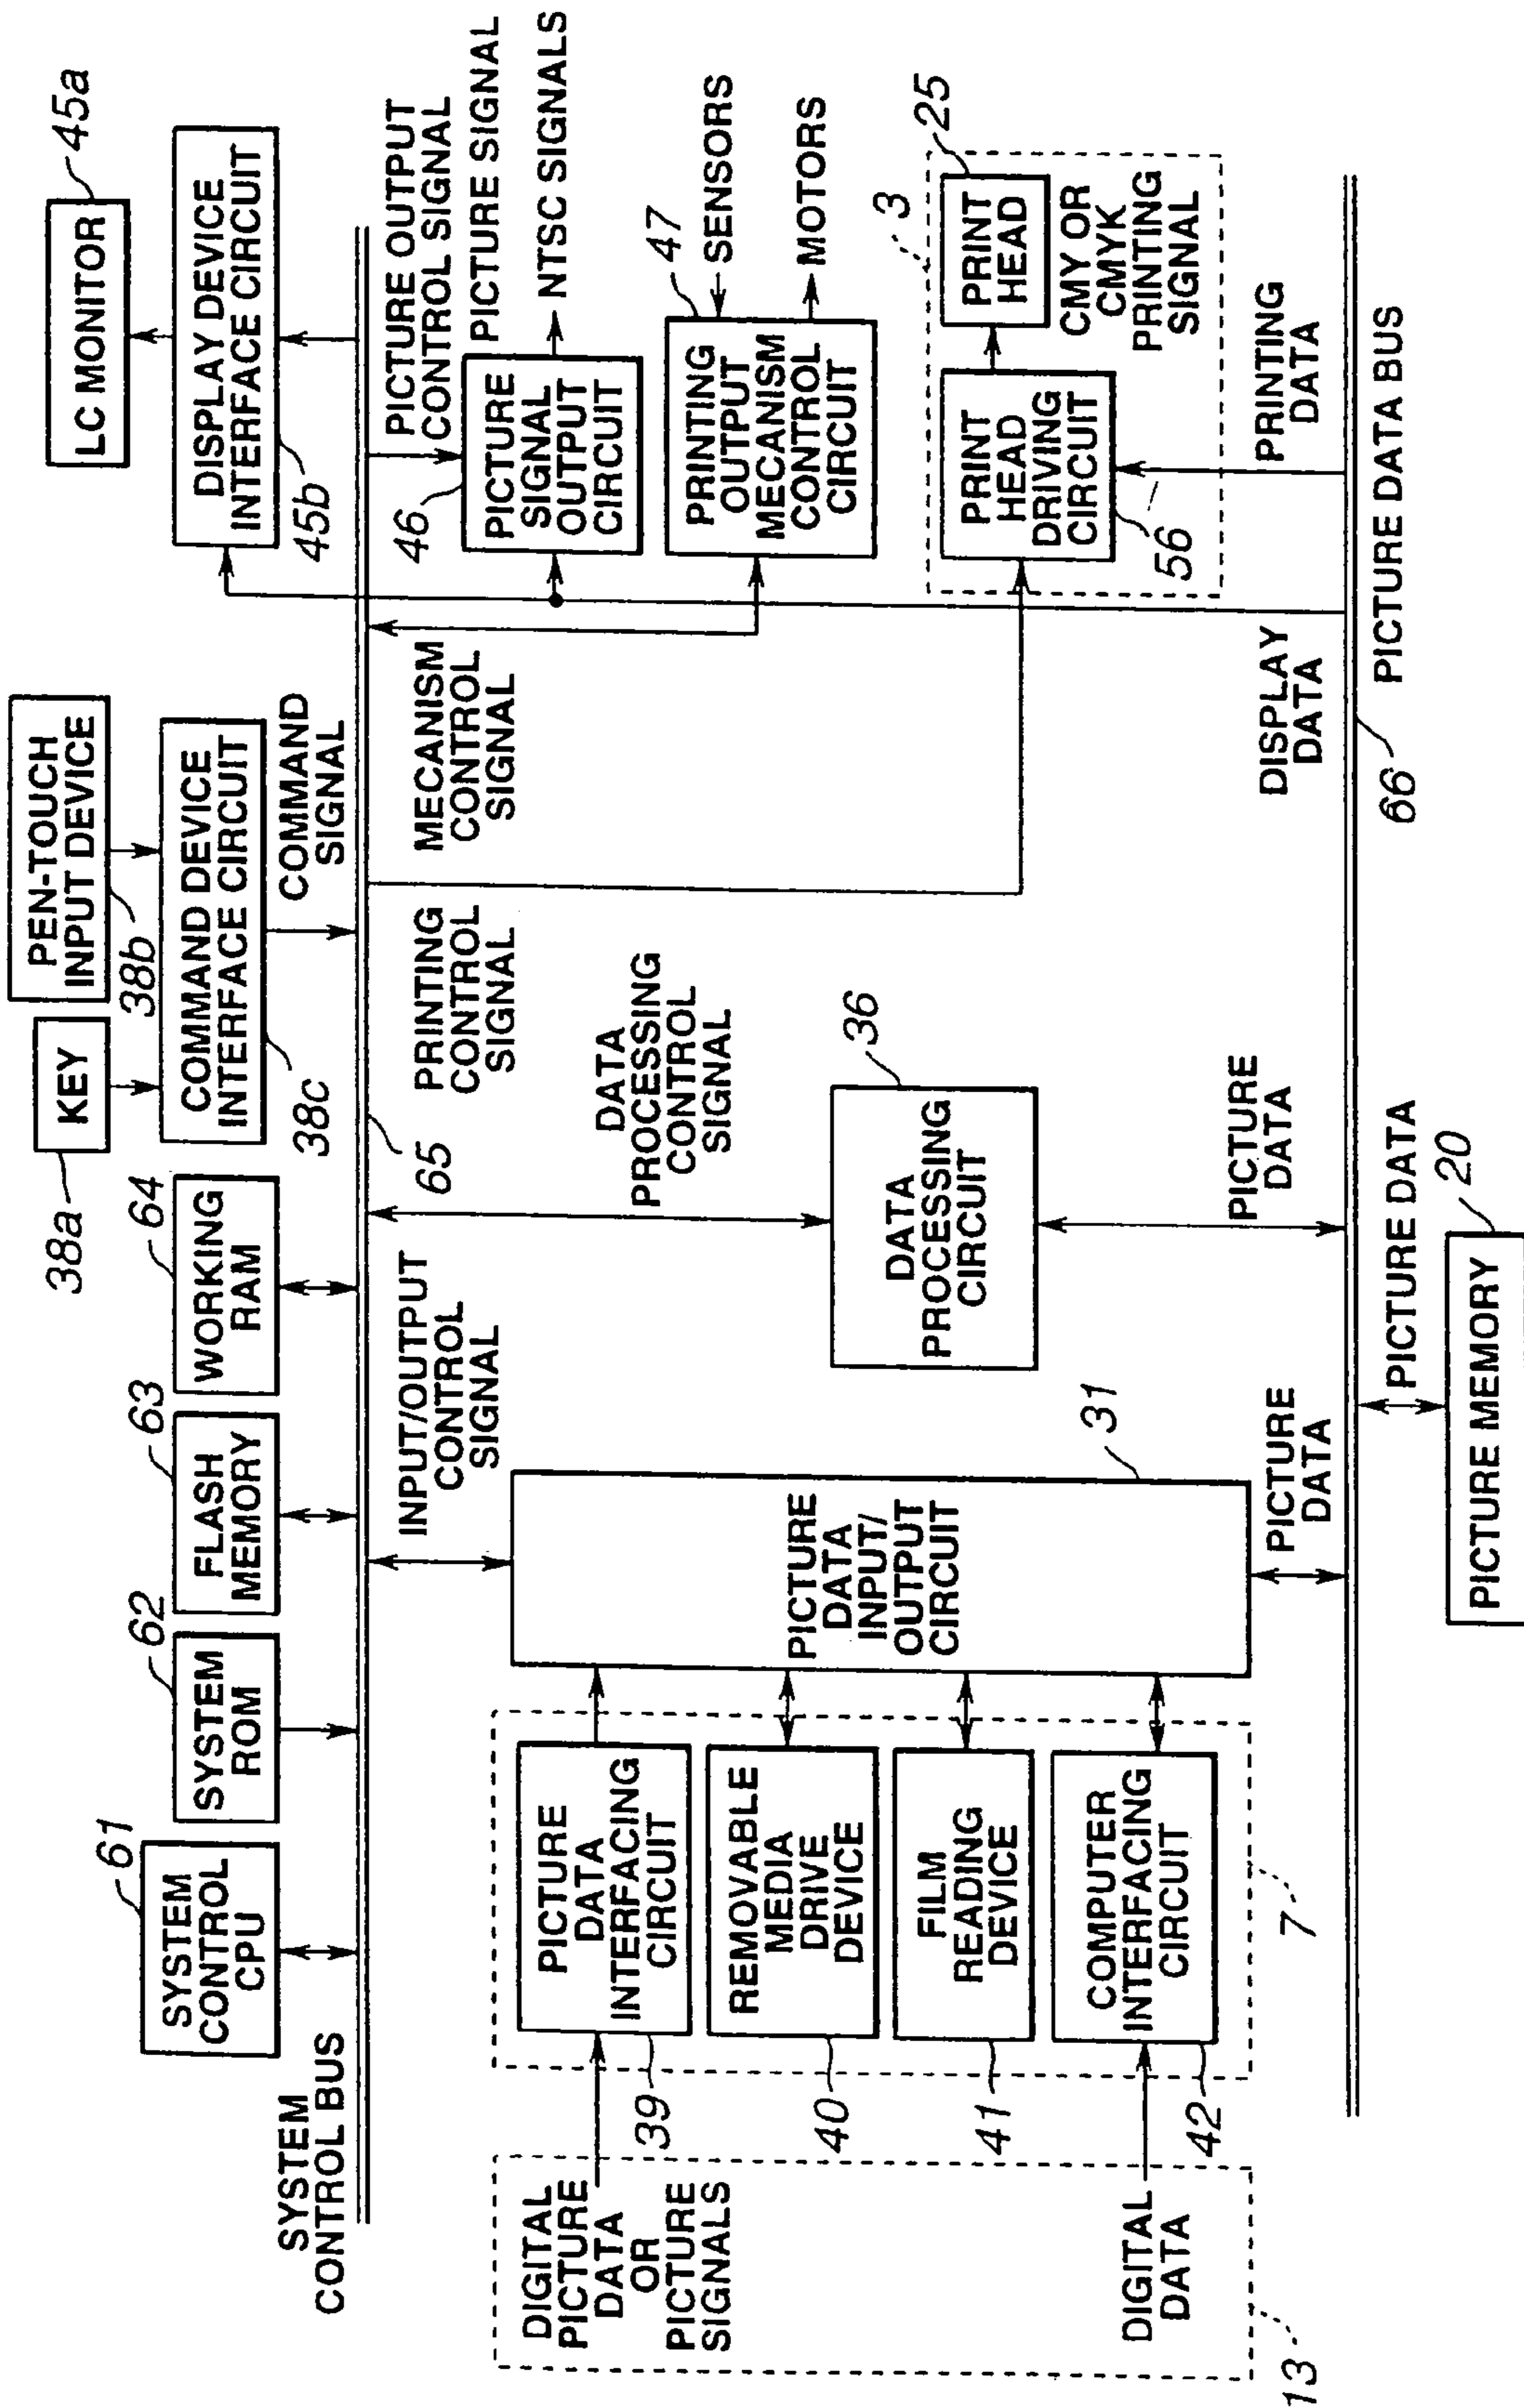 61
SYSTEM
CONTROL
CPU
62
SYSTEM
ROM
63
FLASH
MEMORY
64
WORKING
RAM
38a
KEY
PEN-TOUCH
INPUT DEVICE
38b
COMMAND DEVICE
INTERFACE CIRCUIT
38c
COMMAND
SIGNAL
LC MONITOR
45a
DISPLAY DEVICE
INTERFACE CIRCUIT
45b
SYSTEM
CONTROL BUS
65
INPUT/OUTPUT
CONTROL
SIGNAL
DATA
PROCESSING
CONTROL
SIGNAL
PRINTING
CONTROL
SIGNAL
MECANISM
CONTROL
SIGNAL
PICTURE OUTPUT
CONTROL SIGNAL
46
PICTURE
SIGNAL
OUTPUT
CIRCUIT
PICTURE SIGNAL
NTSC SIGNALS
47
PRINTING
OUTPUT
MECANISM
CONTROL
CIRCUIT
SENSORS
MOTORS
3
PRINT
HEAD
DRIVING
CIRCUIT
56
PRINT
HEAD
25
CMY OR
CMYK
PRINTING
SIGNAL
DIGITAL
PICTURE
DATA
OR
PICTURE
SIGNALS
DIGITAL
DATA
13
PICTURE
DATA
INTERFACING
CIRCUIT
39
REMOVABLE
MEDIA
DRIVE
DEVICE
40
FILM
READING
DEVICE
41
COMPUTER
INTERFACING
CIRCUIT
42
7
PICTURE
DATA
INPUT/
OUTPUT
CIRCUIT
31
DATA
PROCESSING
CIRCUIT
36
PICTURE
DATA
PICTURE
DATA
DISPLAY
DATA
PRINTING
DATA
66
PICTURE DATA BUS
PICTURE DATA
PICTURE MEMORY
20